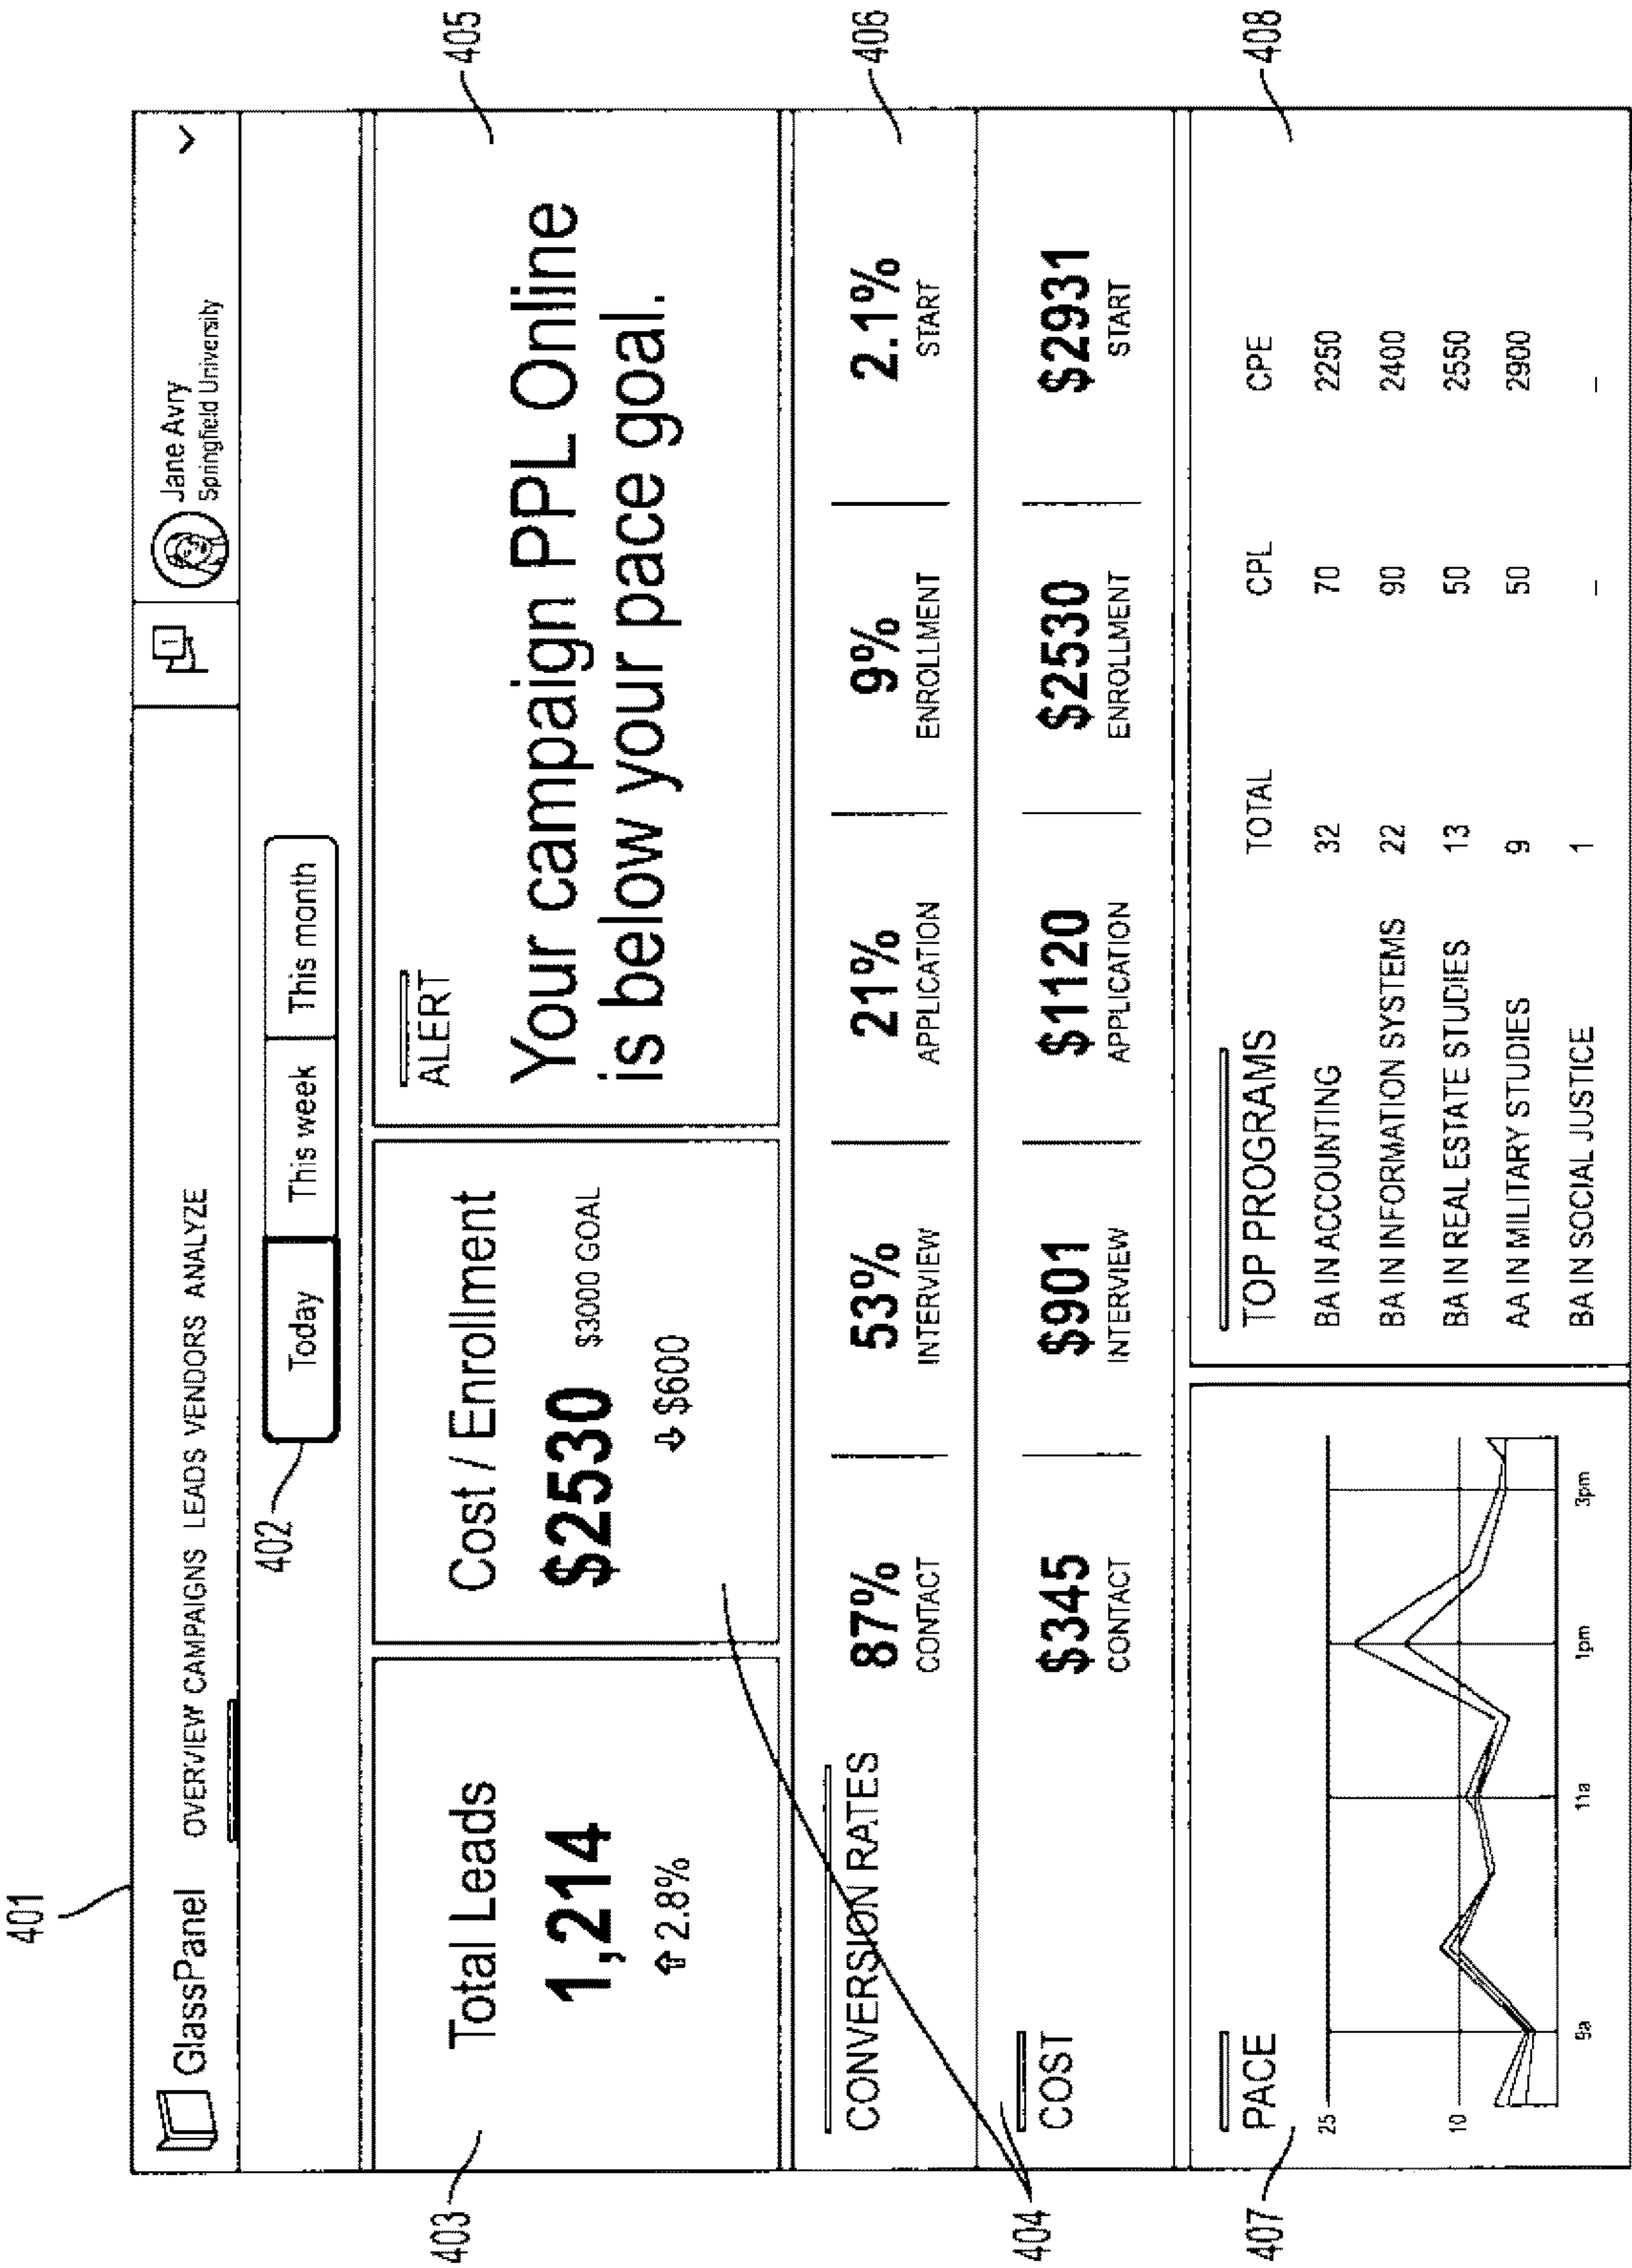 401
GlassPanel OVERVIEW CAMPAIGNS LEADS VENDORS ANALYZE 1 Jane Avry
Springfield University
402
Today This week This month
403
Total Leads
1,214
2.8%
Cost / Enrollment
$2530 $3000 GOAL
$600
405
ALERT
Your campaign PPL Online
is below your pace goal.
406
CONVERSION RATES
87% 53% 21% 9% 2.1%
CONTACT INTERVIEW APPLICATION ENROLLMENT START
404
COST
$345 $901 $1120 $2530 $2931
CONTACT INTERVIEW APPLICATION ENROLLMENT START
407
PACE
25
10
9a 11a 1pm 3pm
408
TOP PROGRAMS TOTAL CPL CPE
BA IN ACCOUNTING 32 70 2250
BA IN INFORMATION SYSTEMS 22 90 2400
BA IN REAL ESTATE STUDIES 13 50 2550
AA IN MILITARY STUDIES 9 50 2900
BA IN SOCIAL JUSTICE 1 – –